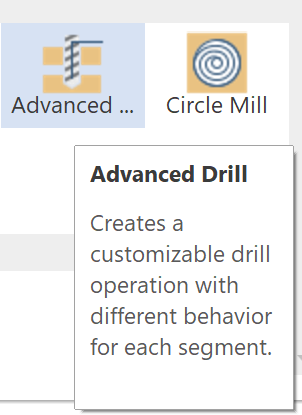 Advanced ...
Circle Mill
Advanced Drill
Creates a
customizable drill
operation with
different behavior
for each segment.